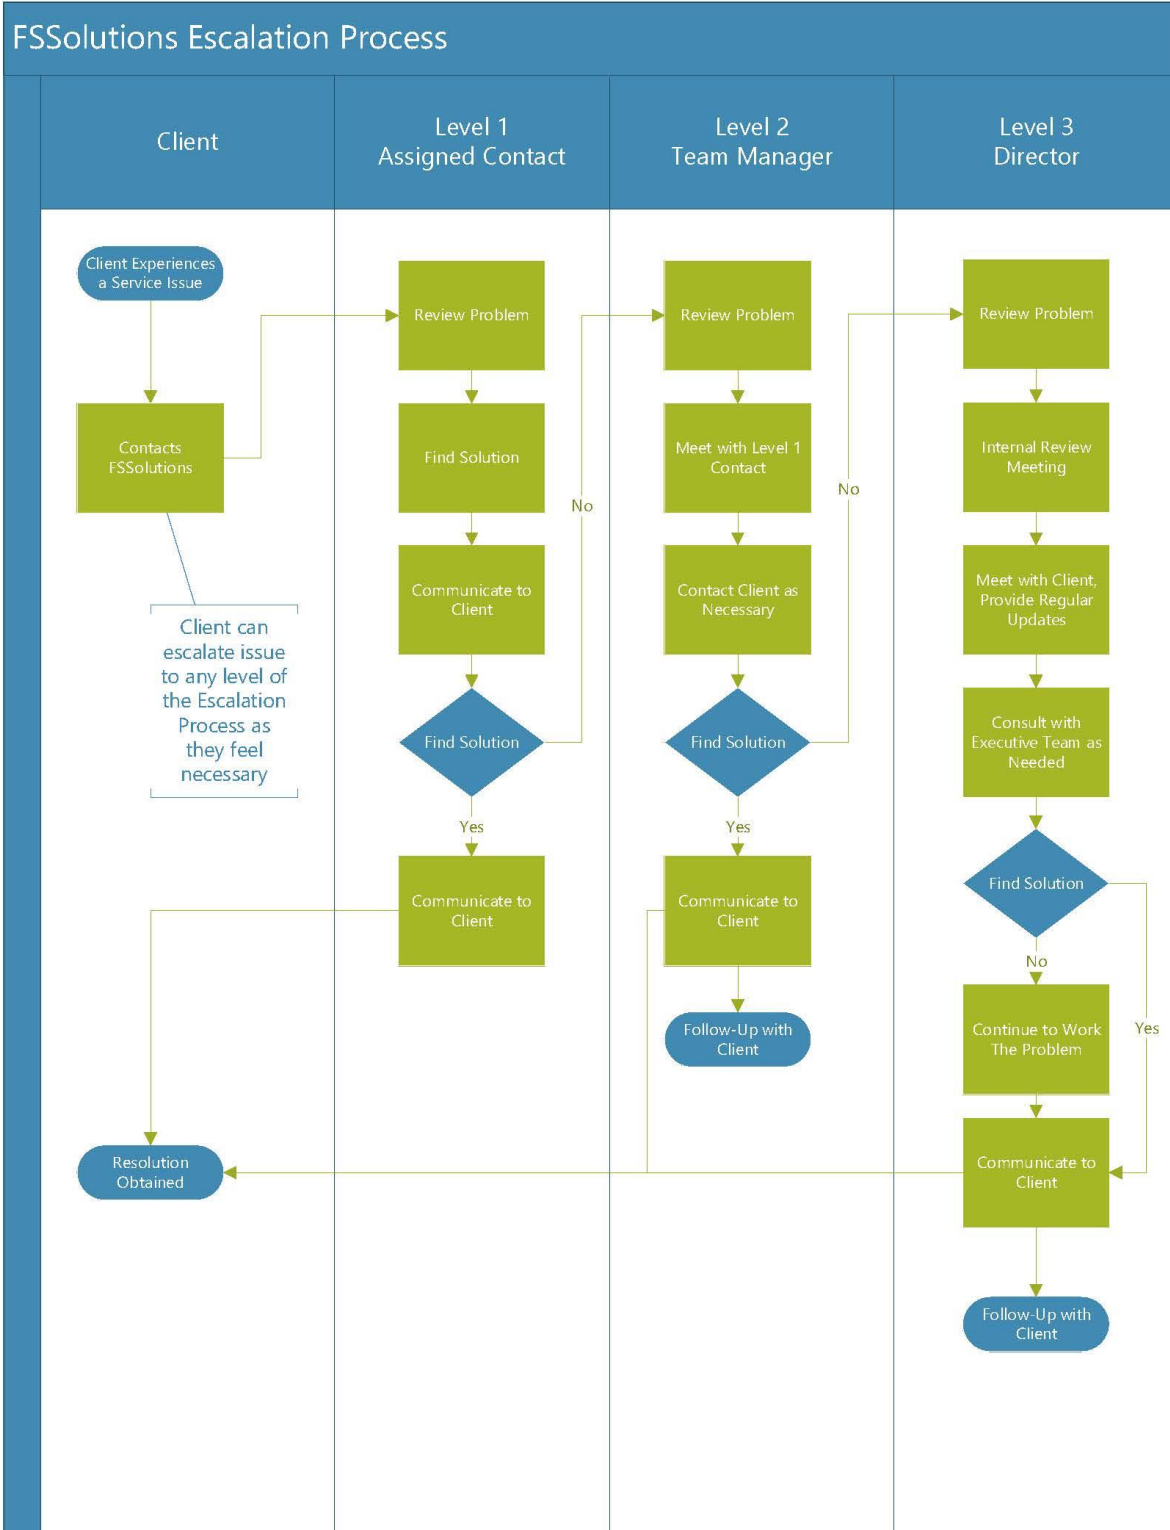 FSSolutions Escalation Process
Client
Level 1
Assigned Contact
Level 2
Team Manager
Level 3
Director
Client Experiences
a Service Issue
Contacts
FSSolutions
Client can
escalate issue
to any level of
the Escalation
Process as
they feel
necessary
Resolution
Obtained
Review Problem
Find Solution
Communicate to
Client
Find Solution
No
Yes
Communicate to
Client
Review Problem
Meet with Level 1
Contact
Contact Client as
Necessary
Find Solution
No
Yes
Communicate to
Client
Follow-Up with
Client
Review Problem
Internal Review
Meeting
Meet with Client,
Provide Regular
Updates
Consult with
Executive Team as
Needed
Find Solution
No
Yes
Continue to Work
The Problem
Communicate to
Client
Follow-Up with
Client